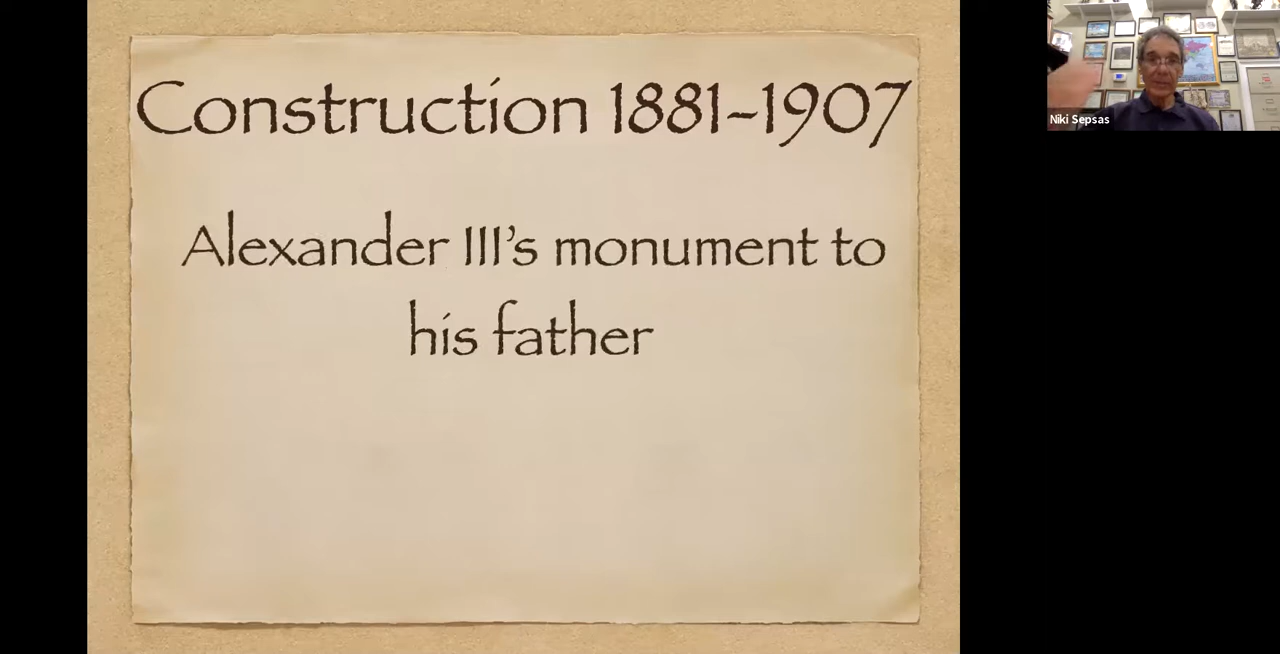 Construction 1881-1907
Alexander III's monument to
his father
Niki Sepsas